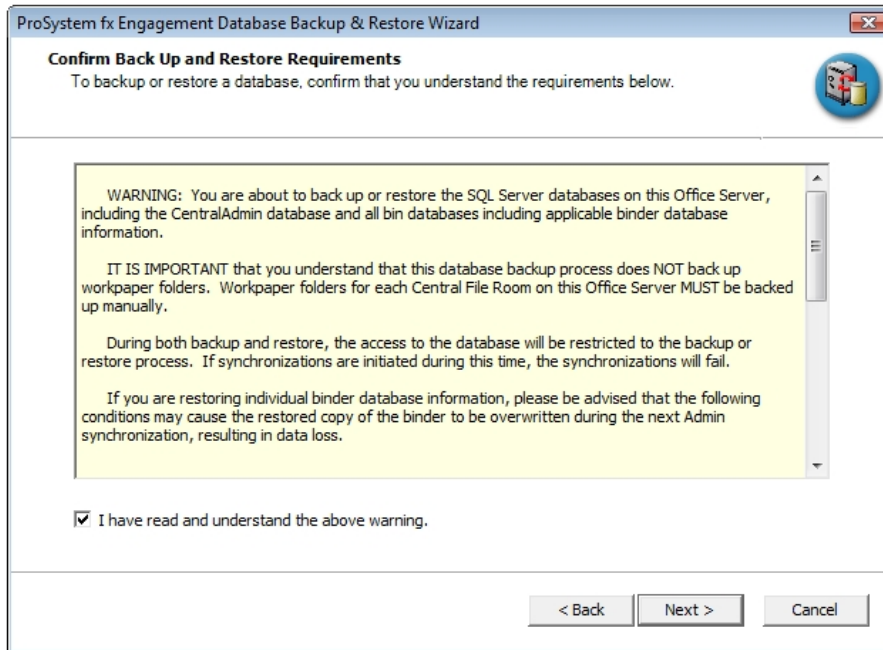 ProSystem fx Engagement Database Backup & Restore Wizard
Confirm Back Up and Restore Requirements
To backup or restore a database, confirm that you understand the requirements below.
WARNING: You are about to back up or restore the SQL Server databases on this Office Server,
including the CentralAdmin database and all bin databases including applicable binder database
information.
IT IS IMPORTANT that you understand that this database backup process does NOT back up
workpaper folders. Workpaper folders for each Central File Room on this Office Server MUST be backed
up manually.
During both backup and restore, the access to the database will be restricted to the backup or
restore process. If synchronizations are initiated during this time, the synchronizations will fail.
If you are restoring individual binder database information, please be advised that the following
conditions may cause the restored copy of the binder to be overwritten during the next Admin
synchronization, resulting in data loss.
I have read and understand the above warning.
< Back Next > Cancel